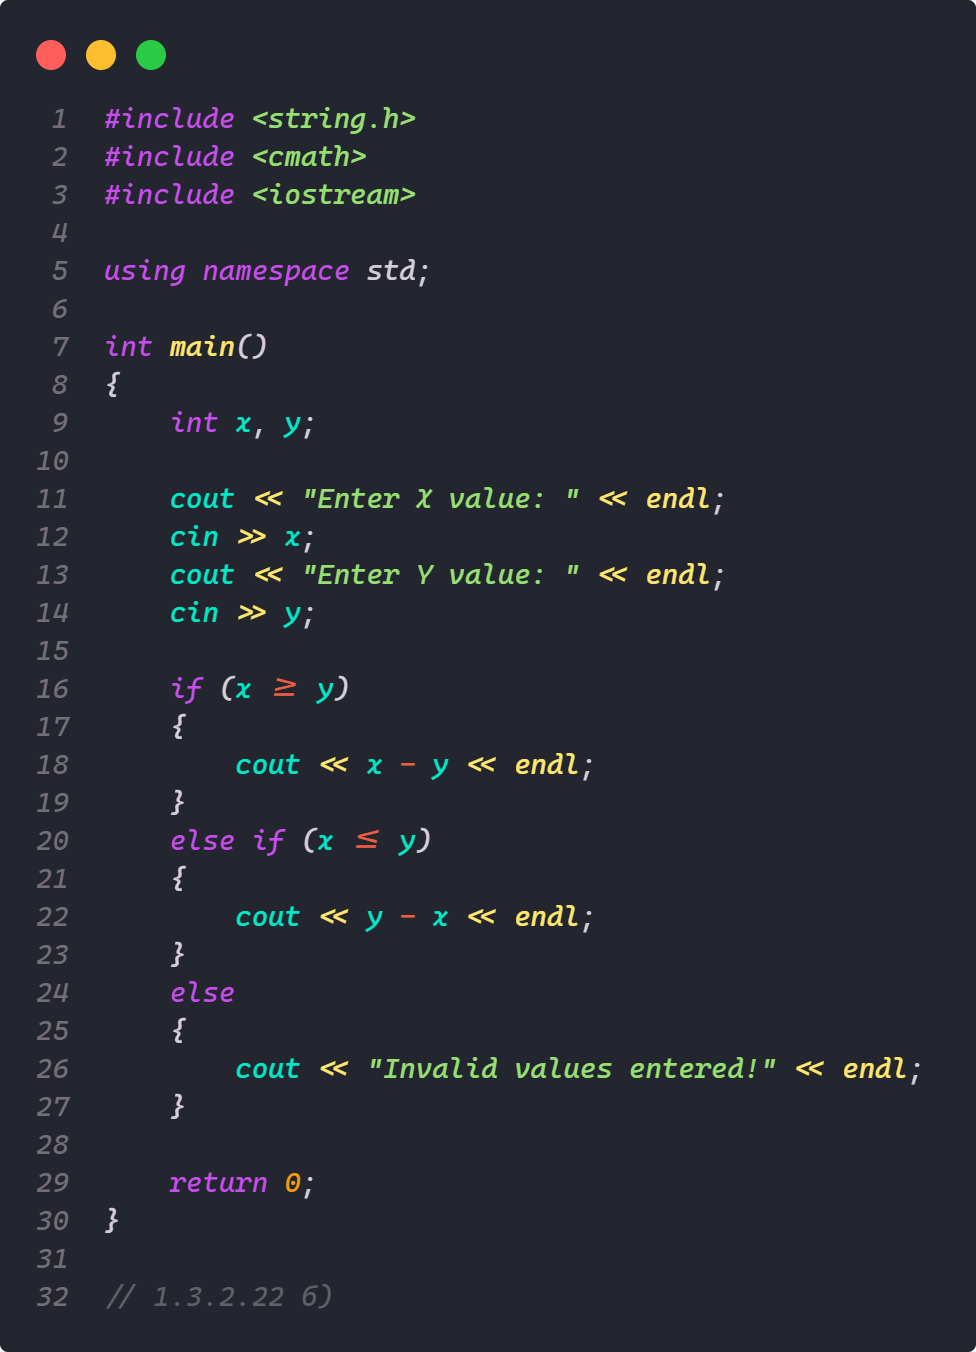 1 #include <string.h>
2 #include <cmath>
3 #include <iostream>
4
5 using namespace std;
6
7 int main()
8 {
9     int x, y;
10
11     cout << "Enter X value: " << endl;
12     cin >> x;
13     cout << "Enter Y value: " << endl;
14     cin >> y;
15
16     if (x >= y)
17     {
18         cout << x - y << endl;
19     }
20     else if (x <= y)
21     {
22         cout << y - x << endl;
23     }
24     else
25     {
26         cout << "Invalid values entered!" << endl;
27     }
28
29     return 0;
30 }
31
32 // 1.3.2.22 б)